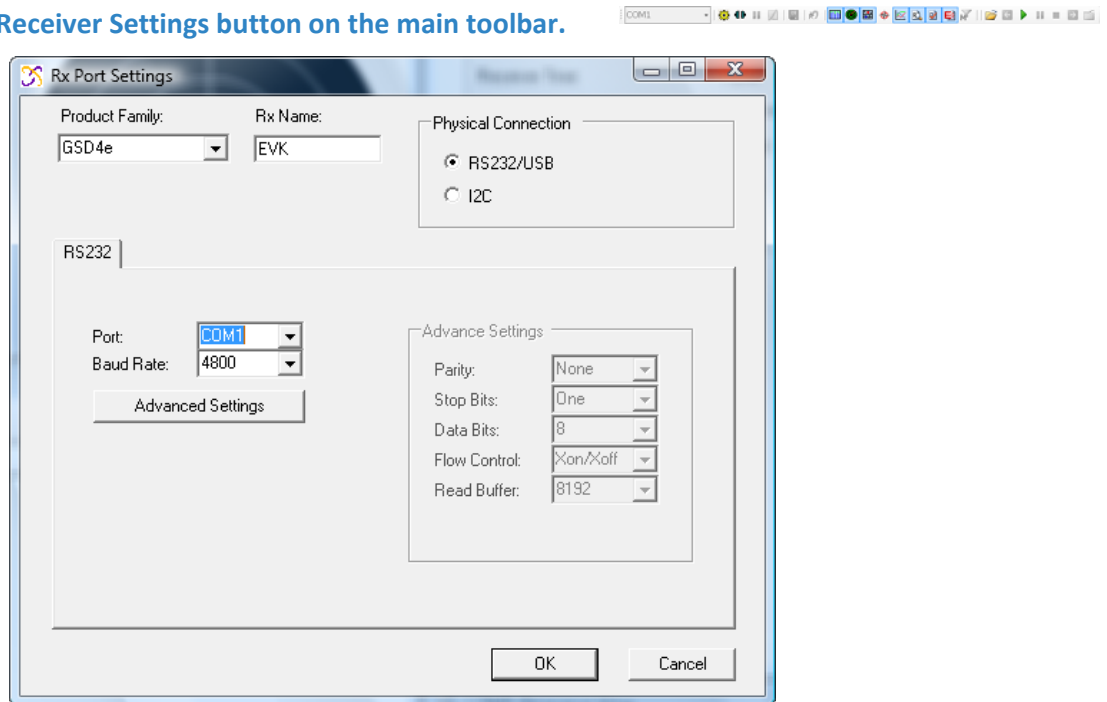 Receiver Settings button on the main toolbar.
COM1
Rx Port Settings
Product Family:
Rx Name:
GSD4e
EVK
Physical Connection
RS232/USB
I2C
RS232
Port:
COM1
Baud Rate:
4800
Advanced Settings
Advance Settings
Parity:
None
Stop Bits:
One
Data Bits:
8
Flow Control:
Xon/Xoff
Read Buffer:
8192
OK
Cancel